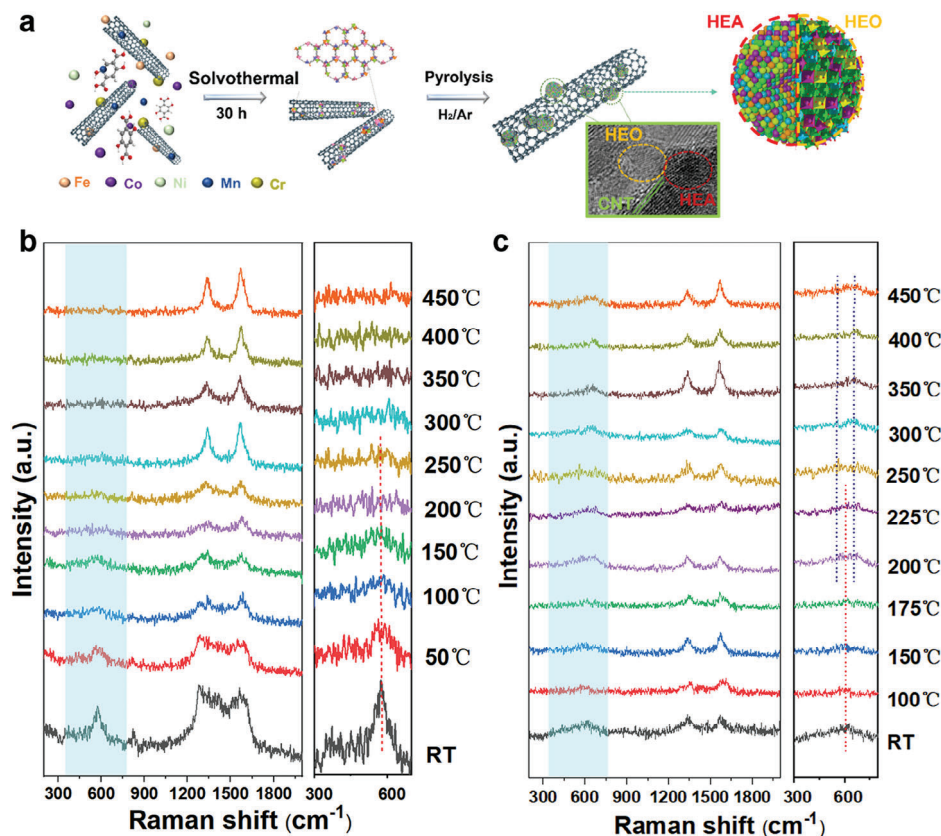 a
HEA
HEO
Solvothermal
30 h
Pyrolysis
H₂/Ar
HEO
CNT
HEA
Fe Co Ni Mn Cr
b
Intensity (a.u.)
450℃
400℃
350℃
300℃
250℃
200℃
150℃
100℃
50℃
RT
300 600 900 1200 1500 1800
300 600
Raman shift (cm⁻¹)
c
Intensity (a.u.)
450℃
400℃
350℃
300℃
250℃
225℃
200℃
175℃
150℃
100℃
RT
300 600 900 1200 1500 1800
300 600
Raman shift (cm⁻¹)